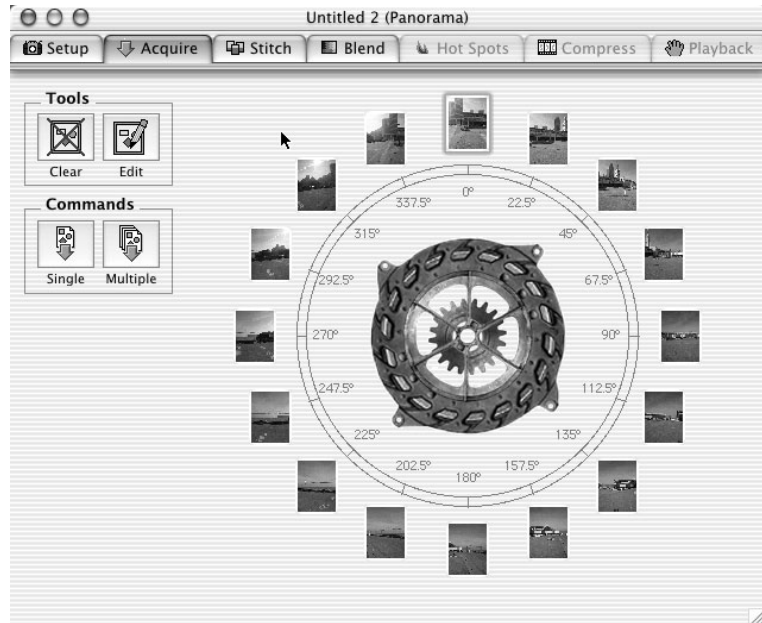 Untitled 2 (Panorama)
Setup Acquire Stitch Blend Hot Spots Compress Playback
Tools
Clear Edit
Commands
Single Multiple
0°
22.5°
45°
67.5°
90°
112.5°
135°
157.5°
180°
202.5°
225°
247.5°
270°
292.5°
315°
337.5°